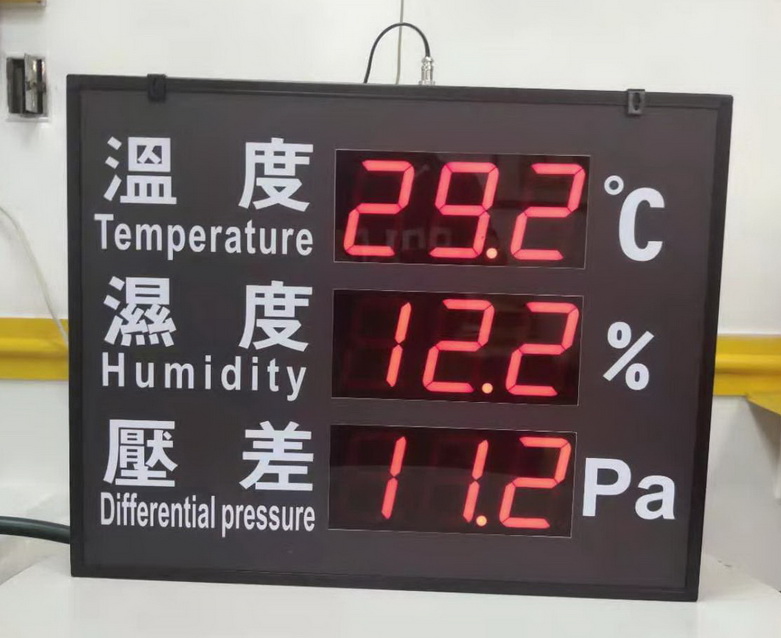 溫度 29.2 °C
Temperature
濕度 12.2 %
Humidity
壓差 11.2 Pa
Differential pressure